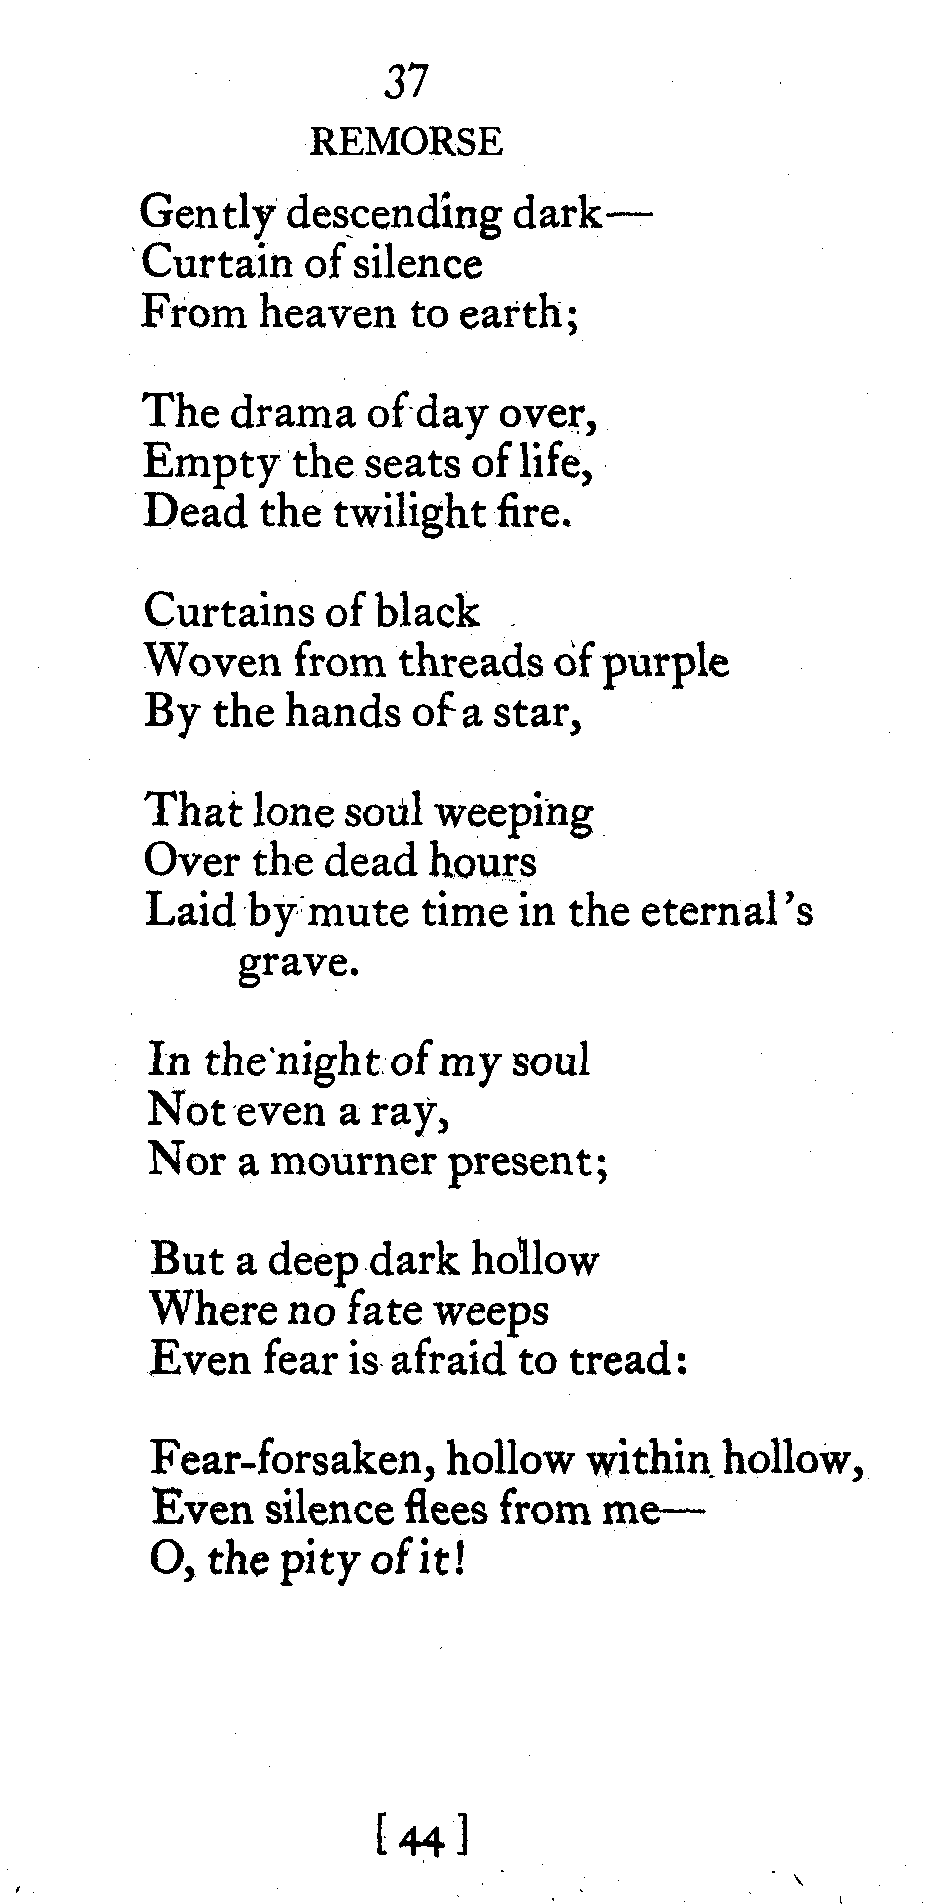 37
REMORSE
Gently descending dark—
Curtain of silence
From heaven to earth;
The drama of day over,
Empty the seats of life,
Dead the twilight fire.
Curtains of black
Woven from threads of purple
By the hands of a star,
That lone soul weeping
Over the dead hours
Laid by mute time in the eternal's
grave.
In the night of my soul
Not even a ray,
Nor a mourner present;
But a deep dark hollow
Where no fate weeps
Even fear is afraid to tread:
Fear-forsaken, hollow within hollow,
Even silence flees from me—
O, the pity of it!
[44]